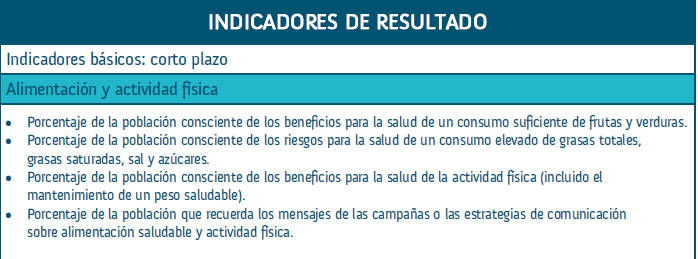 INDICADORES DE RESULTADO
Indicadores básicos: corto plazo
Alimentación y actividad física
• Porcentaje de la población consciente de los beneficios para la salud de un consumo suficiente de frutas y verduras.
• Porcentaje de la población consciente de los riesgos para la salud de un consumo elevado de grasas totales,
grasas saturadas, sal y azúcares.
• Porcentaje de la población consciente de los beneficios para la salud de la actividad física (incluido el
mantenimiento de un peso saludable).
• Porcentaje de la población que recuerda los mensajes de las campañas o las estrategias de comunicación
sobre alimentación saludable y actividad física.